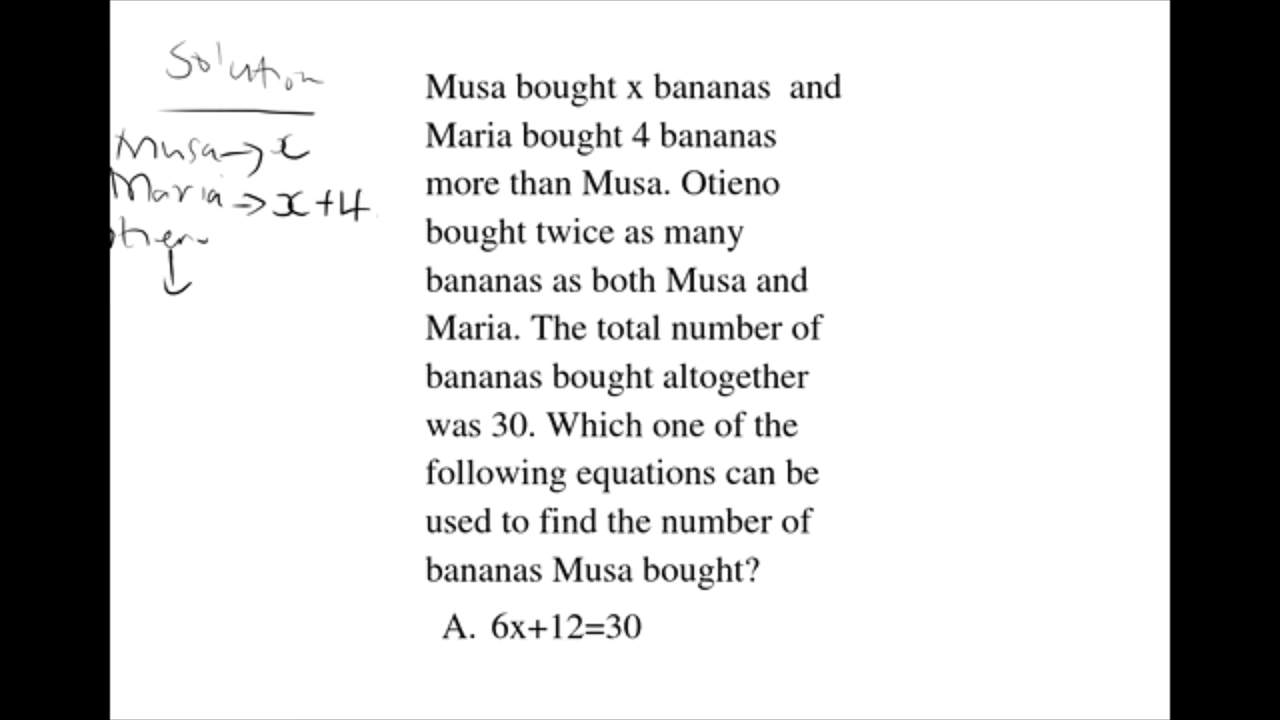 Solution
Musa→x
Maria→x+4
Musa bought x bananas and
Maria bought 4 bananas
more than Musa. Otieno
bought twice as many
bananas as both Musa and
Maria. The total number of
bananas bought altogether
was 30. Which one of the
following equations can be
used to find the number of
bananas Musa bought?
A. 6x+12=30